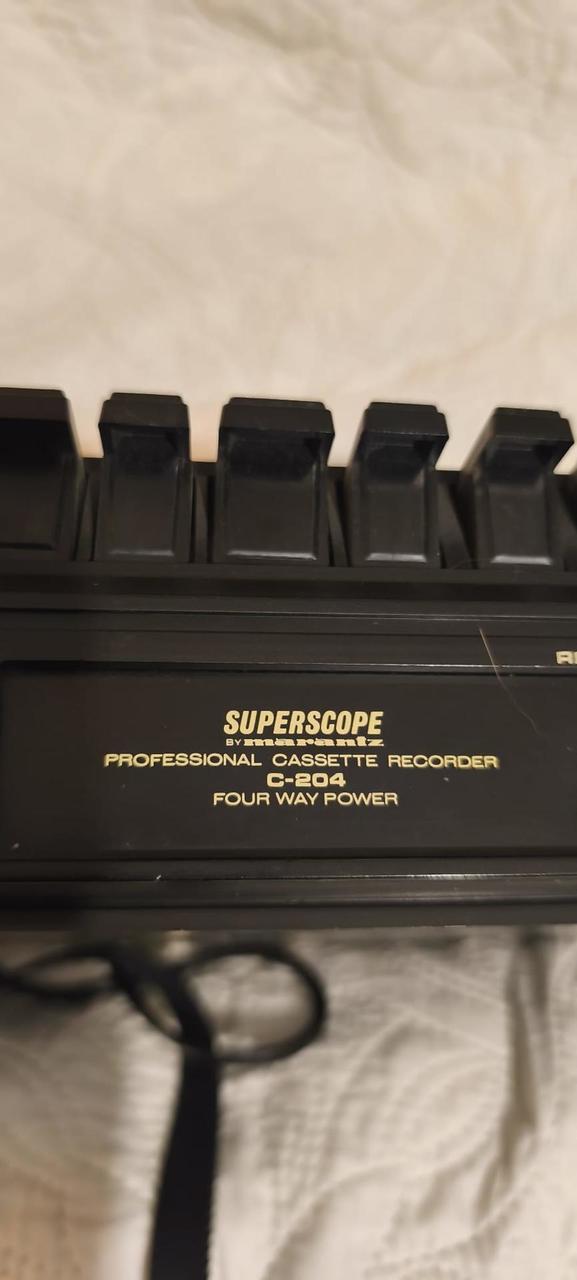 SUPERSCOPE
BY marantz
PROFESSIONAL CASSETTE RECORDER
C-204
FOUR WAY POWER